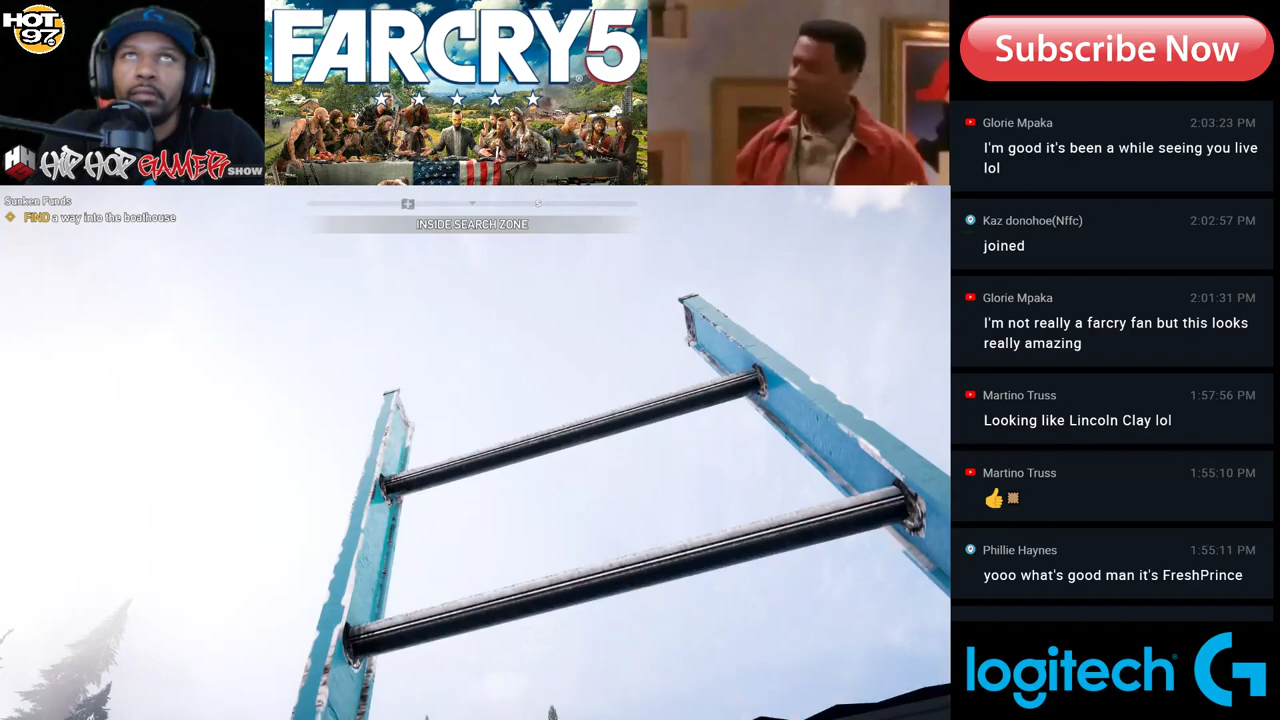 HOT
97
HHG
HIP HOP GAMER SHOW
FARCRY5
Subscribe Now
Glorie Mpaka 2:03:23 PM
I'm good it's been a while seeing you live
lol
Kaz donohoe(Nffc) 2:02:57 PM
joined
Glorie Mpaka 2:01:31 PM
I'm not really a farcry fan but this looks
really amazing
Martino Truss 1:57:56 PM
Looking like Lincoln Clay lol
Martino Truss 1:55:10 PM
👍
Phillie Haynes 1:55:11 PM
yooo what's good man it's FreshPrince
logitech G
Sunken Funds
FIND a way into the boathouse
S
INSIDE SEARCH ZONE